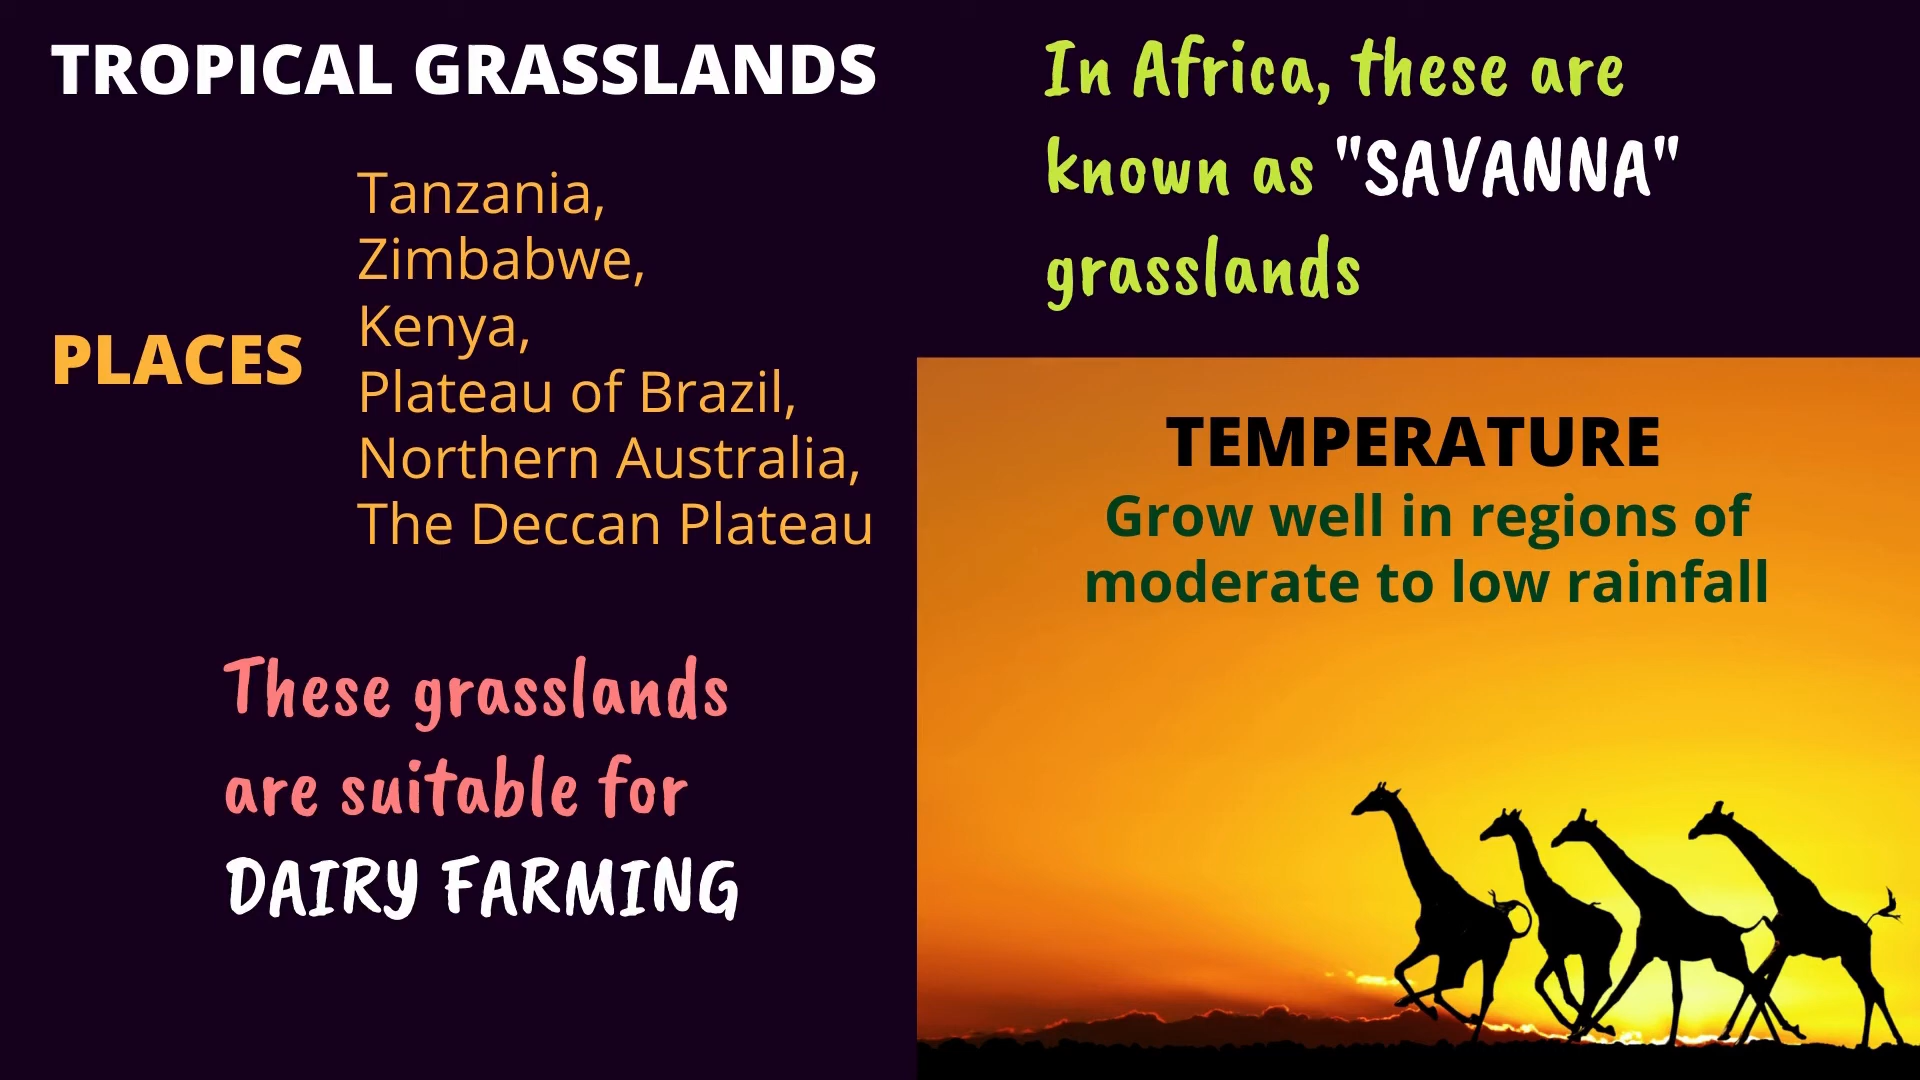 TROPICAL GRASSLANDS
PLACES
Tanzania,
Zimbabwe,
Kenya,
Plateau of Brazil,
Northern Australia,
The Deccan Plateau
These grasslands
are suitable for
DAIRY FARMING
In Africa, these are
known as "SAVANNA"
grasslands
TEMPERATURE
Grow well in regions of
moderate to low rainfall